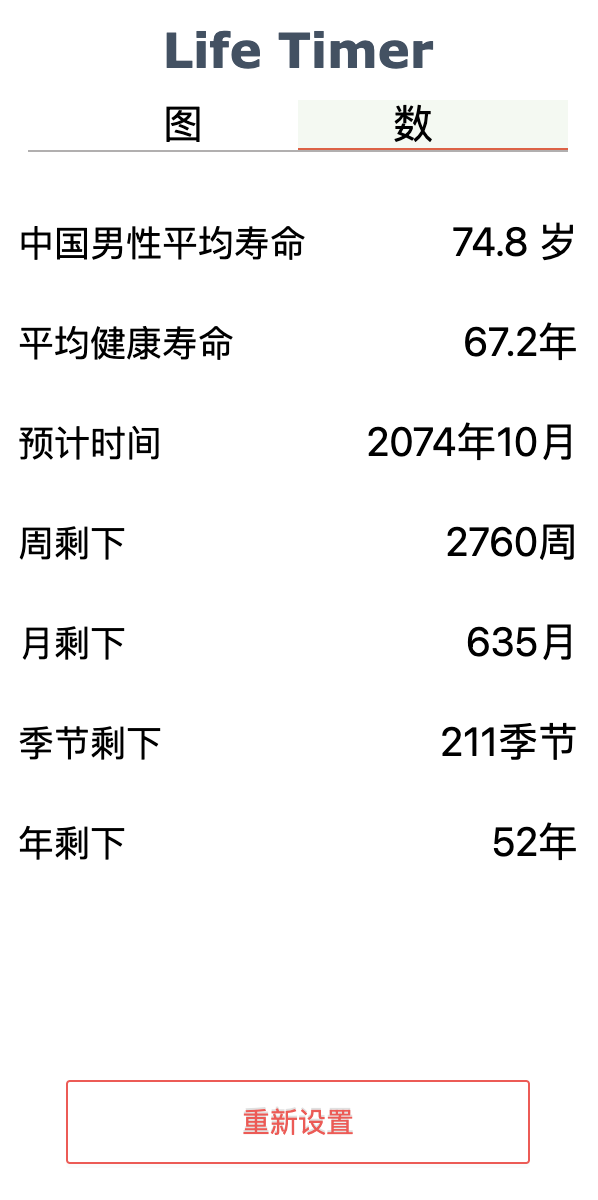 Life Timer
图 数
中国男性平均寿命 74.8 岁
平均健康寿命 67.2年
预计时间 2074年10月
周剩下 2760周
月剩下 635月
季节剩下 211季节
年剩下 52年
重新设置